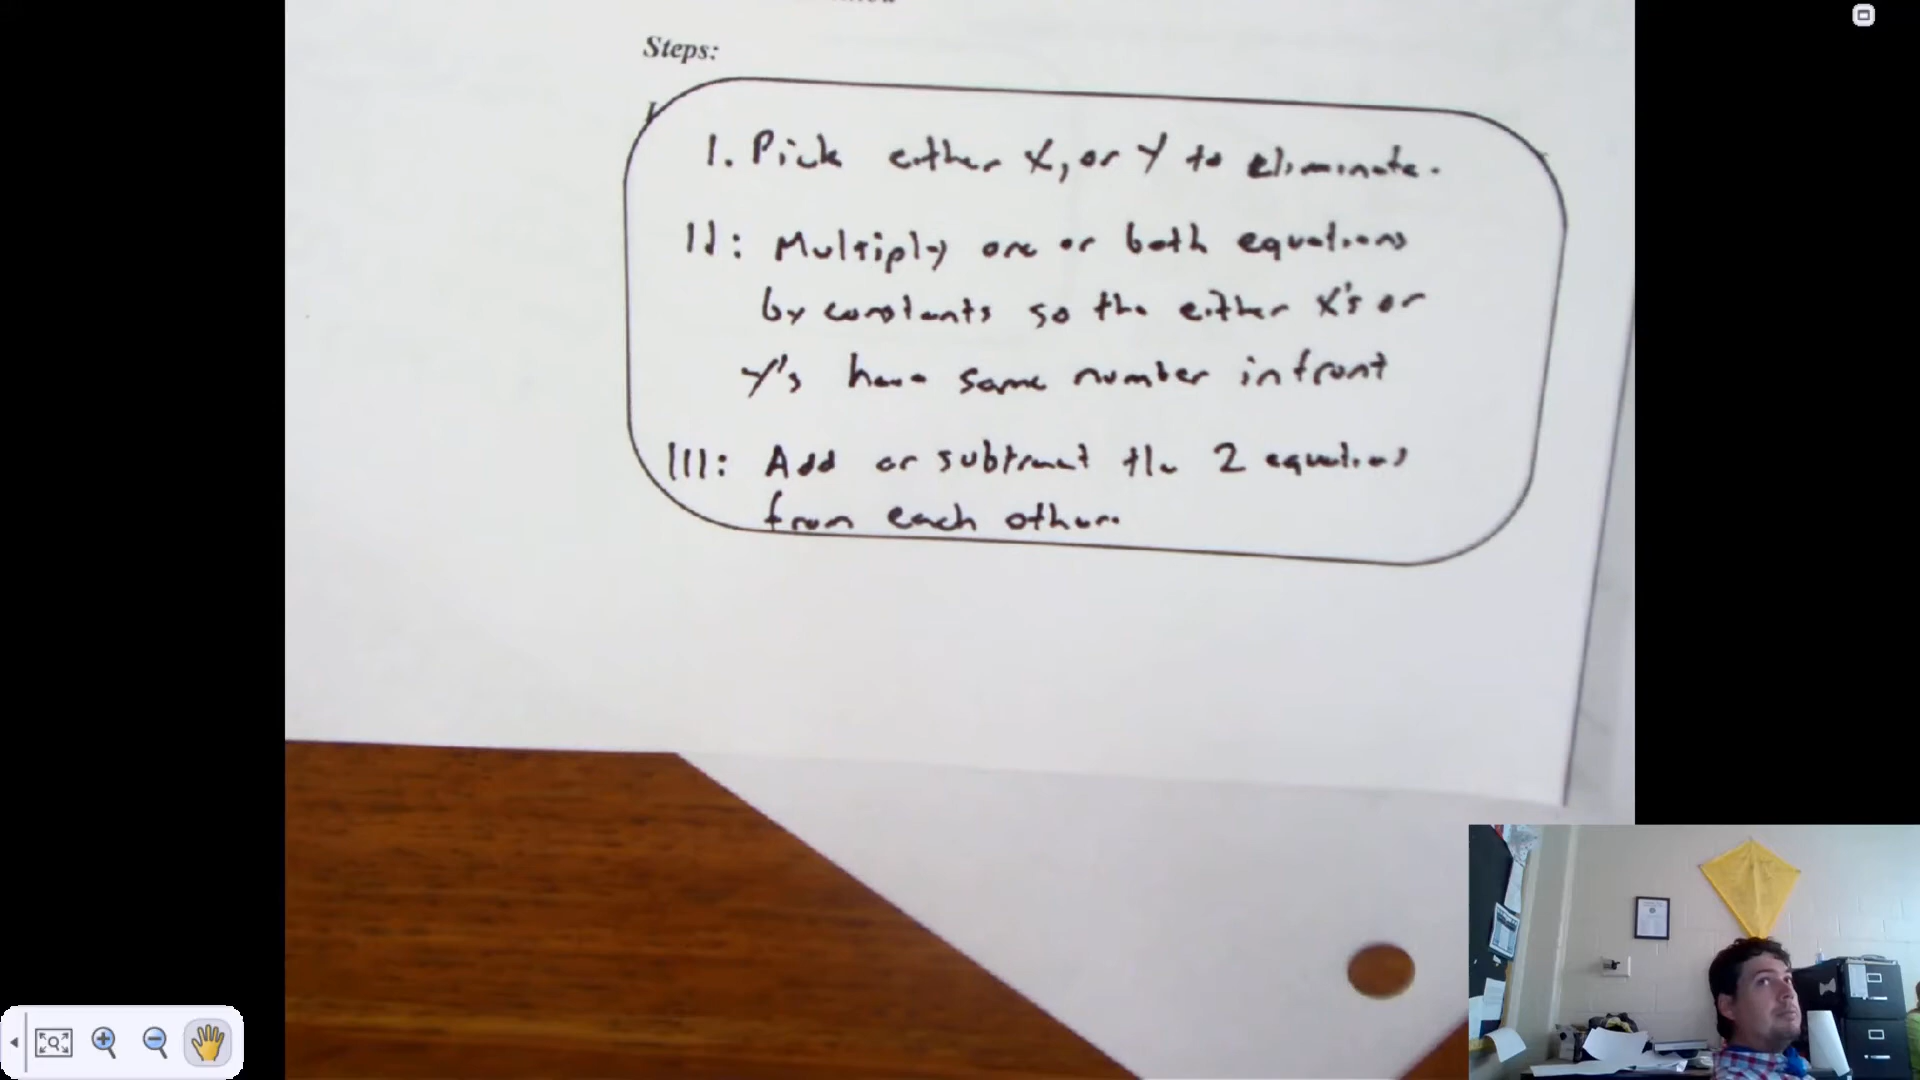 Steps:
I. Pick either X, or Y to eliminate.
II: Multiply one or both equations
by constants so the either X's or
Y's have same number infront
III: Add or subtract the 2 equations
from each other.